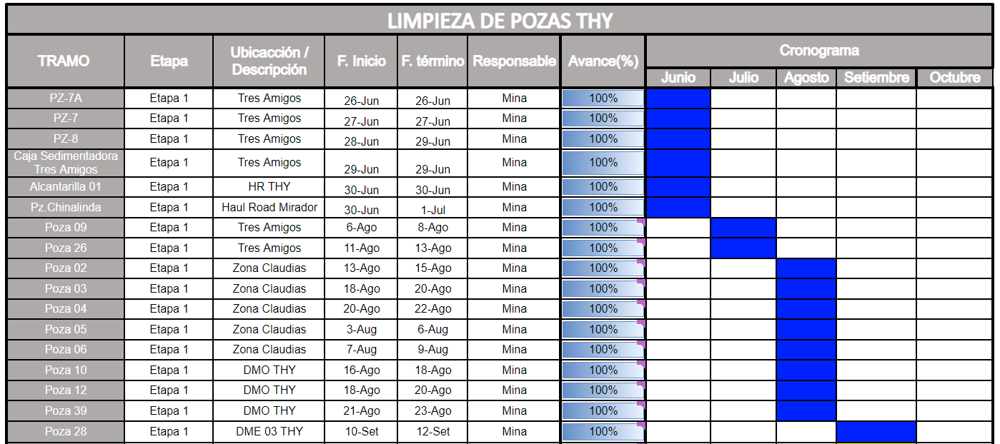 LIMPIEZA DE POZAS THY
TRAMO Etapa Ubicacción / Descripción F. Inicio F. término Responsable Avance(%) Cronograma
Junio Julio Agosto Setiembre Octubre
PZ-7A Etapa 1 Tres Amigos 26-Jun 26-Jun Mina 100%
PZ-7 Etapa 1 Tres Amigos 27-Jun 27-Jun Mina 100%
PZ-8 Etapa 1 Tres Amigos 28-Jun 29-Jun Mina 100%
Caja Sedimentadora Tres Amigos Etapa 1 Tres Amigos 29-Jun 29-Jun Mina 100%
Alcantarilla 01 Etapa 1 HR THY 30-Jun 30-Jun Mina 100%
Pz.Chinalinda Etapa 1 Haul Road Mirador 30-Jun 1-Jul Mina 100%
Poza 09 Etapa 1 Tres Amigos 6-Ago 8-Ago Mina 100%
Poza 26 Etapa 1 Tres Amigos 11-Ago 13-Ago Mina 100%
Poza 02 Etapa 1 Zona Claudias 13-Ago 15-Ago Mina 100%
Poza 03 Etapa 1 Zona Claudias 18-Ago 20-Ago Mina 100%
Poza 04 Etapa 1 Zona Claudias 20-Ago 22-Ago Mina 100%
Poza 05 Etapa 1 Zona Claudias 3-Aug 6-Aug Mina 100%
Poza 06 Etapa 1 Zona Claudias 7-Aug 9-Aug Mina 100%
Poza 10 Etapa 1 DMO THY 16-Ago 18-Ago Mina 100%
Poza 12 Etapa 1 DMO THY 18-Ago 20-Ago Mina 100%
Poza 39 Etapa 1 DMO THY 21-Ago 23-Ago Mina 100%
Poza 28 Etapa 1 DME 03 THY 10-Set 12-Set Mina 100%